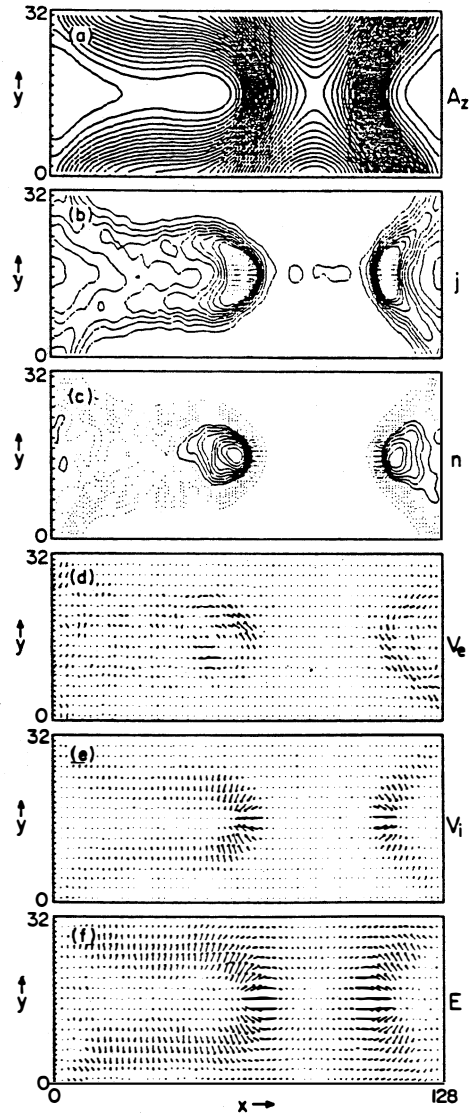 32
(a)
↑
y
A_z
0
32
(b)
↑
y
j
0
32
(c)
↑
y
n
0
32
(d)
↑
y
V_e
0
32
(e)
↑
y
V_i
0
32
(f)
↑
y
E
0
0 x → 128